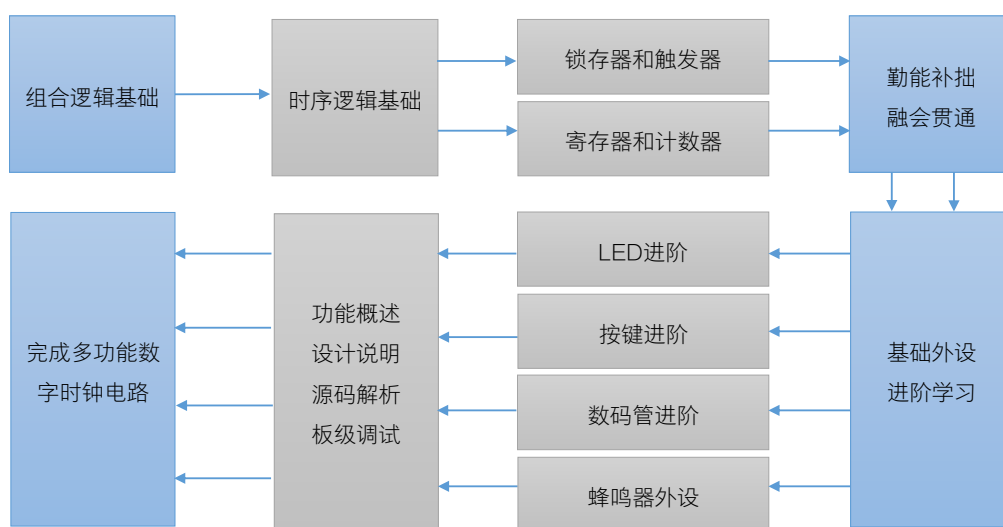 组合逻辑基础
时序逻辑基础
锁存器和触发器
寄存器和计数器
勤能补拙
融会贯通
基础外设
进阶学习
LED进阶
按键进阶
数码管进阶
蜂鸣器外设
功能概述
设计说明
源码解析
板级调试
完成多功能数
字时钟电路